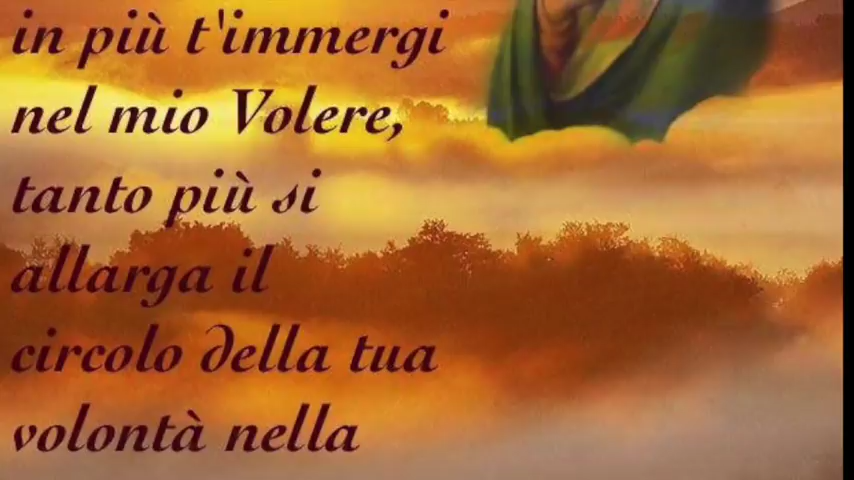 in più t'immergi
nel mio Volere,
tanto più si
allarga il
circolo della tua
volontà nella